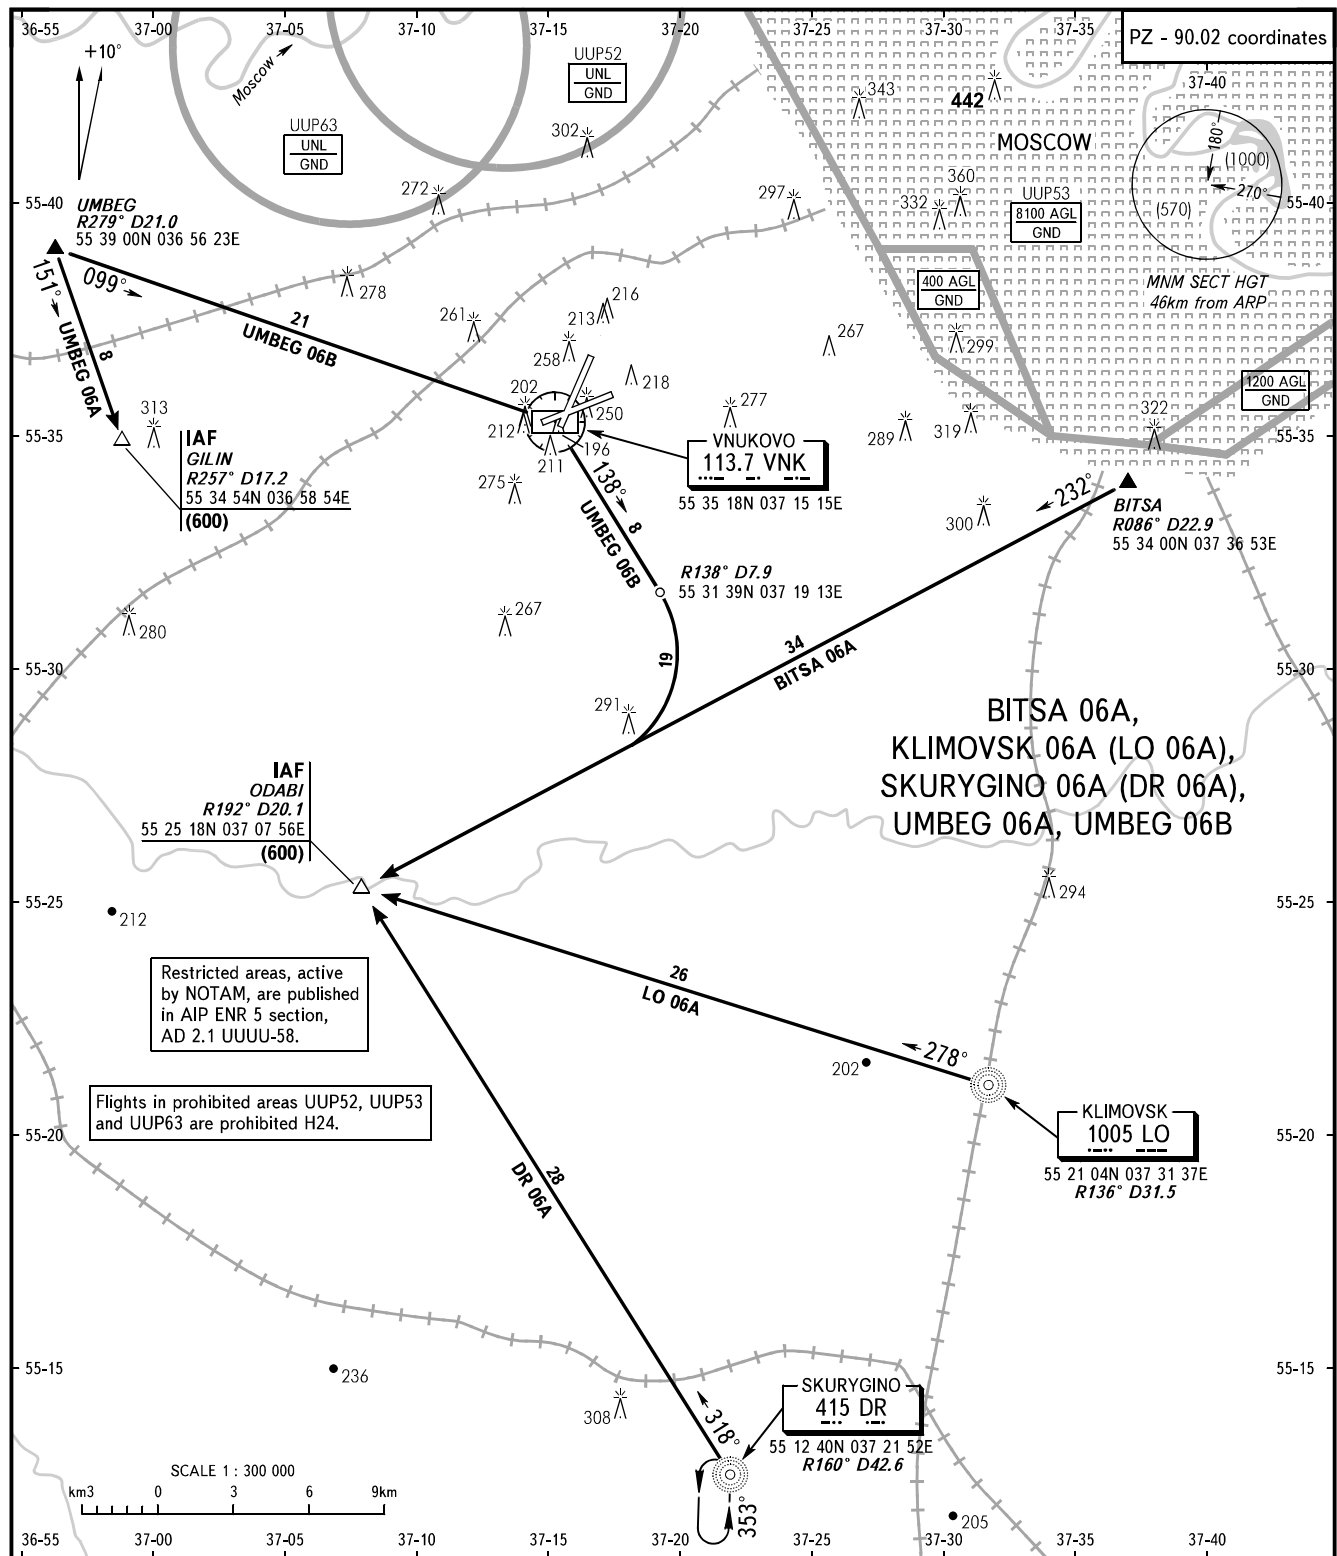 36-55 37-00 37-05 37-10 37-15 37-20 37-30 37-35
PZ - 90.02 coordinates
37-40
+10°
Moscow
UUP52
UNL
GND
UUP63
UNL
GND
302
343
442
MOSCOW
180°
(1000)
270°
(570)
MNM SECT HGT
46km from ARP
272
297
332
360
UUP53
8100 AGL
GND
55-40
55-40
UMBEG
R279° D21.0
55 39 00N 036 56 23E
151°
099°
278
21
UMBEG 06B
8
UMBEG 06A
261
213
216
258
218
267
400 AGL
GND
299
1200 AGL
GND
202
212
250
196
211
277
289
319
322
313
55-35
55-35
IAF
GILIN
R257° D17.2
55 34 54N 036 58 54E
(600)
VNUKOVO
113.7 VNK
55 35 18N 037 15 15E
275
138°
8
UMBEG 06B
300
232°
BITSA
R086° D22.9
55 34 00N 037 36 53E
R138° D7.9
55 31 39N 037 19 13E
280
267
19
34
BITSA 06A
55-30
55-30
291
BITSA 06A,
KLIMOVSK 06A (LO 06A),
SKURYGINO 06A (DR 06A),
UMBEG 06A, UMBEG 06B
IAF
ODABI
R192° D20.1
55 25 18N 037 07 56E
(600)
294
55-25
55-25
212
Restricted areas, active
by NOTAM, are published
in AIP ENR 5 section,
AD 2.1 UUUU-58.
26
LO 06A
278°
202
Flights in prohibited areas UUP52, UUP53
and UUP63 are prohibited H24.
KLIMOVSK
1005 LO
55 21 04N 037 31 37E
R136° D31.5
55-20
55-20
28
DR 06A
55-15
55-15
236
308
318°
SKURYGINO
415 DR
55 12 40N 037 21 52E
R160° D42.6
353°
205
SCALE 1 : 300 000
km3 0 3 6 9km
36-55 37-00 37-05 37-10 37-15 37-20 37-25 37-30 37-35 37-40